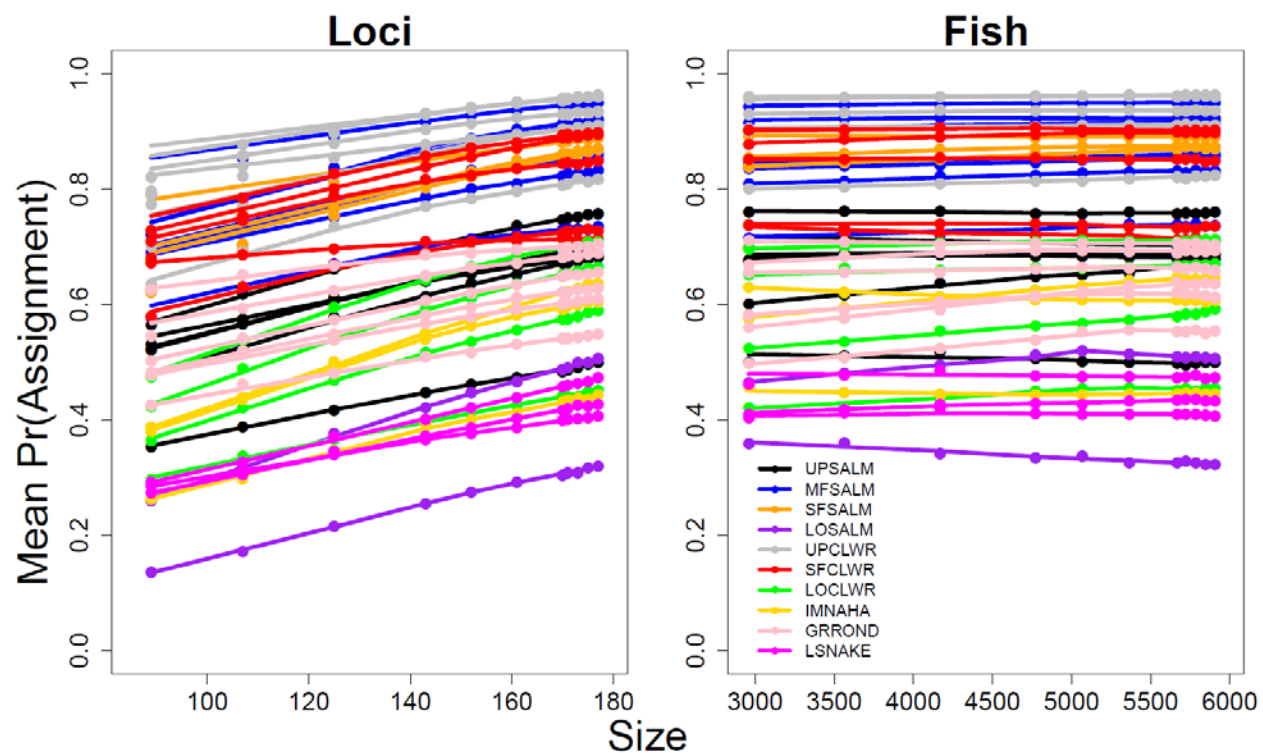 Loci
Fish
Mean Pr(Assignment)
1.0
0.8
0.6
0.4
0.2
0.0
100 120 140 160 180
1.0
0.8
0.6
0.4
0.2
0.0
UPSALM
MFSALM
SFSALM
LOSALM
UPCLWR
SFCLWR
LOCLWR
IMNAHA
GRROND
LSNAKE
3000 3500 4000 4500 5000 5500 6000
Size